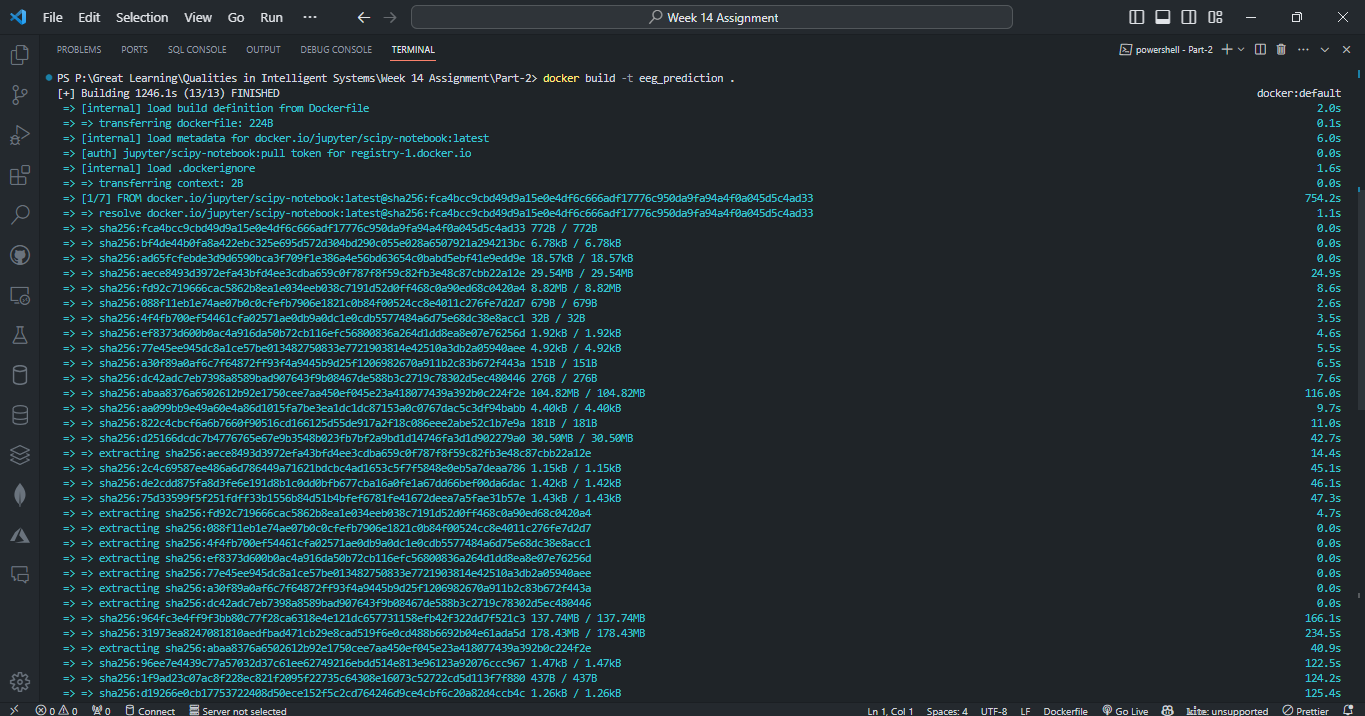 File Edit Selection View Go Run ··· Week 14 Assignment
PROBLEMS PORTS SQL CONSOLE OUTPUT DEBUG CONSOLE TERMINAL powershell - Part-2
PS P:\Great Learning\Qualities in Intelligent Systems\Week 14 Assignment\Part-2> docker build -t eeg_prediction .
[+] Building 1246.1s (13/13) FINISHED docker:default
=> [internal] load build definition from Dockerfile 2.0s
=> => transferring dockerfile: 224B 0.1s
=> [internal] load metadata for docker.io/jupyter/scipy-notebook:latest 6.0s
=> [auth] jupyter/scipy-notebook:pull token for registry-1.docker.io 0.0s
=> [internal] load .dockerignore 1.6s
=> => transferring context: 2B 0.0s
=> [1/7] FROM docker.io/jupyter/scipy-notebook:latest@sha256:fca4bcc9cbd49d9a15e0e4df6c666adf17776c950da9fa94a4f0a045d5c4ad33 754.2s
=> => resolve docker.io/jupyter/scipy-notebook:latest@sha256:fca4bcc9cbd49d9a15e0e4df6c666adf17776c950da9fa94a4f0a045d5c4ad33 1.1s
=> => sha256:fca4bcc9cbd49d9a15e0e4df6c666adf17776c950da9fa94a4f0a045d5c4ad33 772B / 772B 0.0s
=> => sha256:bf4de44b0fa8a422ebc325e695d572d304bd290c055e028a6507921a294213bc 6.78kB / 6.78kB 0.0s
=> => sha256:ad65fcfebde3d9d6590bca3f709f1e386a4e56bd63654c0babd5ebf41e9edd9e 18.57kB / 18.57kB 0.0s
=> => sha256:aece8493d3972efa43bfd4ee3cdba659c0f787f8f59c82fb3e48c87cbb22a12e 29.54MB / 29.54MB 24.9s
=> => sha256:fd92c719666cac5862b8ea1e034eeb038c7191d52d0ff468c0a90ed68c0420a4 8.82MB / 8.82MB 8.6s
=> => sha256:088f11eb1e74ae07b0c0cfefb7906e1821c0b84f00524cc8e4011c276fe7d2d7 679B / 679B 2.6s
=> => sha256:4f4fb700ef54461cfa02571ae0db9a0dc1e0cdb5577484a6d75e68dc38e8acc1 32B / 32B 3.5s
=> => sha256:ef8373d600b0ac4a916da50b72cb116efc56800836a264d1dd8ea8e07e76256d 1.92kB / 1.92kB 4.6s
=> => sha256:77e45ee945dc8a1ce57be013482750833e7721903814e42510a3db2a05940aee 4.92kB / 4.92kB 5.5s
=> => sha256:a30f89a0af6c7f64872ff93f4a9445b9d25f1206982670a911b2c83b672f443a 151B / 151B 6.5s
=> => sha256:dc42adc7eb7398a8589bad907643f9b08467de588b3c2719c78302d5ec480446 276B / 276B 7.6s
=> => sha256:abaa8376a6502612b92e1750cee7aa450ef045e23a418077439a392b0c224f2e 104.82MB / 104.82MB 116.0s
=> => sha256:aa099bb9e49a60e4a86d1015fa7be3ea1dc1dc87153a0c0767dac5c3df94babb 4.40kB / 4.40kB 9.7s
=> => sha256:822c4cbcf6a6b7660f90516cd166125d55de917a2f18c086eee2abe52c1b7e9a 181B / 181B 11.0s
=> => sha256:d25166dcdc7b4776765e67e9b3548b023fb7bf2a9bd1d14746fa3d1d902279a0 30.50MB / 30.50MB 42.7s
=> => extracting sha256:aece8493d3972efa43bfd4ee3cdba659c0f787f8f59c82fb3e48c87cbb22a12e 14.4s
=> => sha256:2c4c69587ee486a6d786449a71621bdcbc4ad1653c5f7f5848e0eb5a7deaa786 1.15kB / 1.15kB 45.1s
=> => sha256:de2cdd875fa8d3fe6e191d8b1c0dd0bfb677cba16a0fe1a67dd66bef00da6dac 1.42kB / 1.42kB 46.1s
=> => sha256:75d33599f5f251fdff33b1556b84d51b4bfef6781fe41672deea7a5fae31b57e 1.43kB / 1.43kB 47.3s
=> => extracting sha256:fd92c719666cac5862b8ea1e034eeb038c7191d52d0ff468c0a90ed68c0420a4 4.7s
=> => extracting sha256:088f11eb1e74ae07b0c0cfefb7906e1821c0b84f00524cc8e4011c276fe7d2d7 0.0s
=> => extracting sha256:4f4fb700ef54461cfa02571ae0db9a0dc1e0cdb5577484a6d75e68dc38e8acc1 0.0s
=> => extracting sha256:ef8373d600b0ac4a916da50b72cb116efc56800836a264d1dd8ea8e07e76256d 0.0s
=> => extracting sha256:77e45ee945dc8a1ce57be013482750833e7721903814e42510a3db2a05940aee 0.0s
=> => extracting sha256:a30f89a0af6c7f64872ff93f4a9445b9d25f1206982670a911b2c83b672f443a 0.0s
=> => extracting sha256:dc42adc7eb7398a8589bad907643f9b08467de588b3c2719c78302d5ec480446 0.0s
=> => sha256:964fc3e4ff9f3bb80c77f28ca6318e4e121dc657731158efb42f322dd7f521c3 137.74MB / 137.74MB 166.1s
=> => sha256:31973ea8247081810aedfbad471cb29e8cad519f6e0cd488b6692b04e61ada5d 178.43MB / 178.43MB 234.5s
=> => extracting sha256:abaa8376a6502612b92e1750cee7aa450ef045e23a418077439a392b0c224f2e 40.9s
=> => sha256:96ee7e4439c77a57032d37c61ee62749216ebdd514e813e96123a92076ccc967 1.47kB / 1.47kB 122.5s
=> => sha256:1f9ad23c07ac8f228ec821f2095f22735c64308e16073c52722cd5d113f7f880 437B / 437B 124.2s
=> => sha256:d19266e0cb17753722408d50ece152f5c2cd764246d9ce4cbf6c20a82d4ccb4c 1.26kB / 1.26kB 125.4s
0 0 0 Connect Server not selected Ln 1, Col 1 Spaces: 4 UTF-8 LF Dockerfile Go Live kite: unsupported Prettier